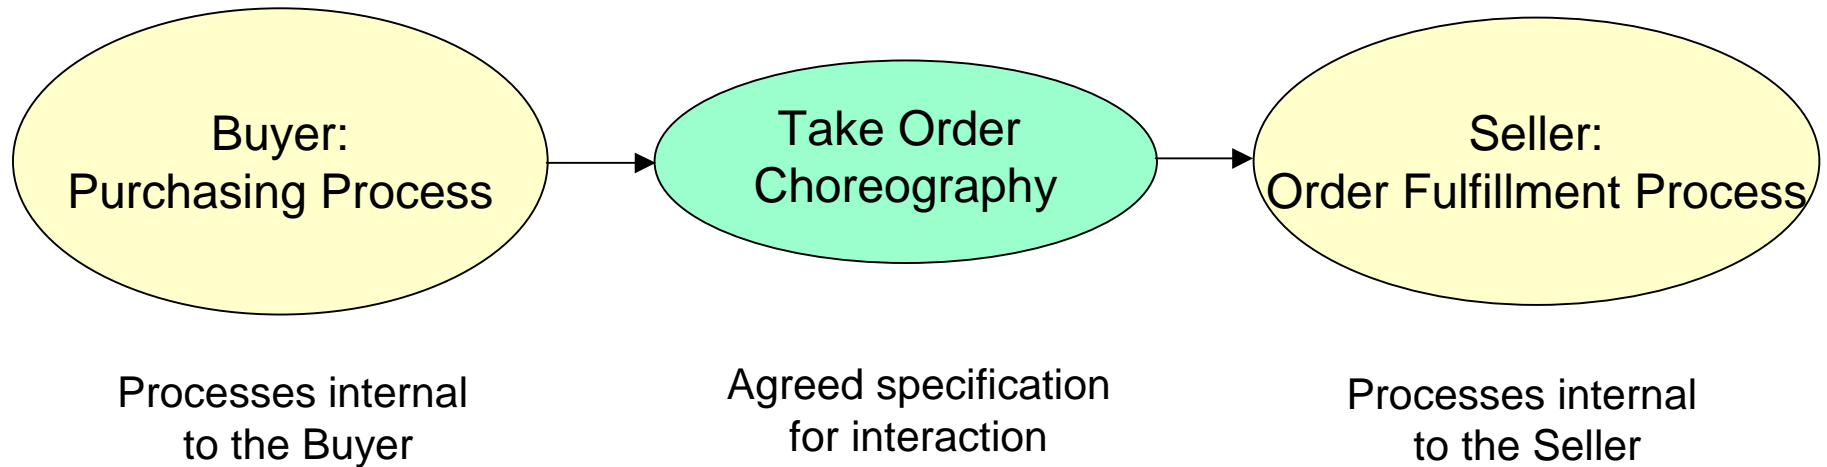 Buyer:
Purchasing Process
Take Order
Choreography
Seller:
Order Fulfillment Process
Processes internal
to the Buyer
Agreed specification
for interaction
Processes internal
to the Seller